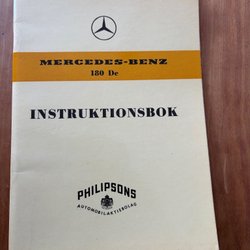 MERCEDES-BENZ
180 Dc
INSTRUKTIONSBOK
PHILIPSONS
AUTOMOBILAKTIEBOLAG